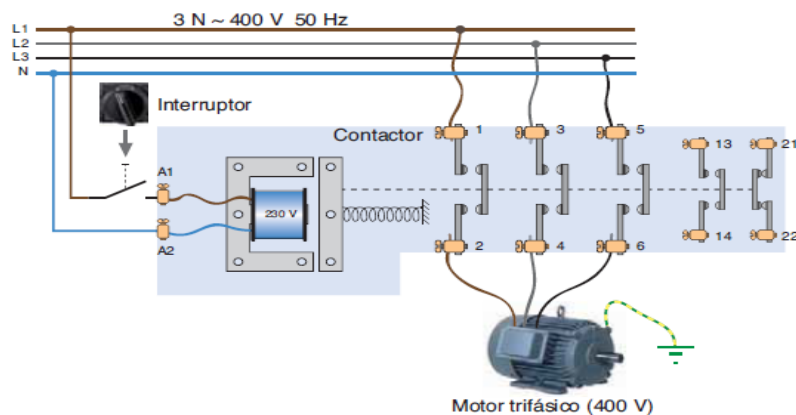 3 N ~ 400 V 50 Hz
L1
L2
L3
N
Interruptor
Contactor
1
3
5
13
21
A1
230 V
A2
2
4
6
14
22
Motor trifásico (400 V)